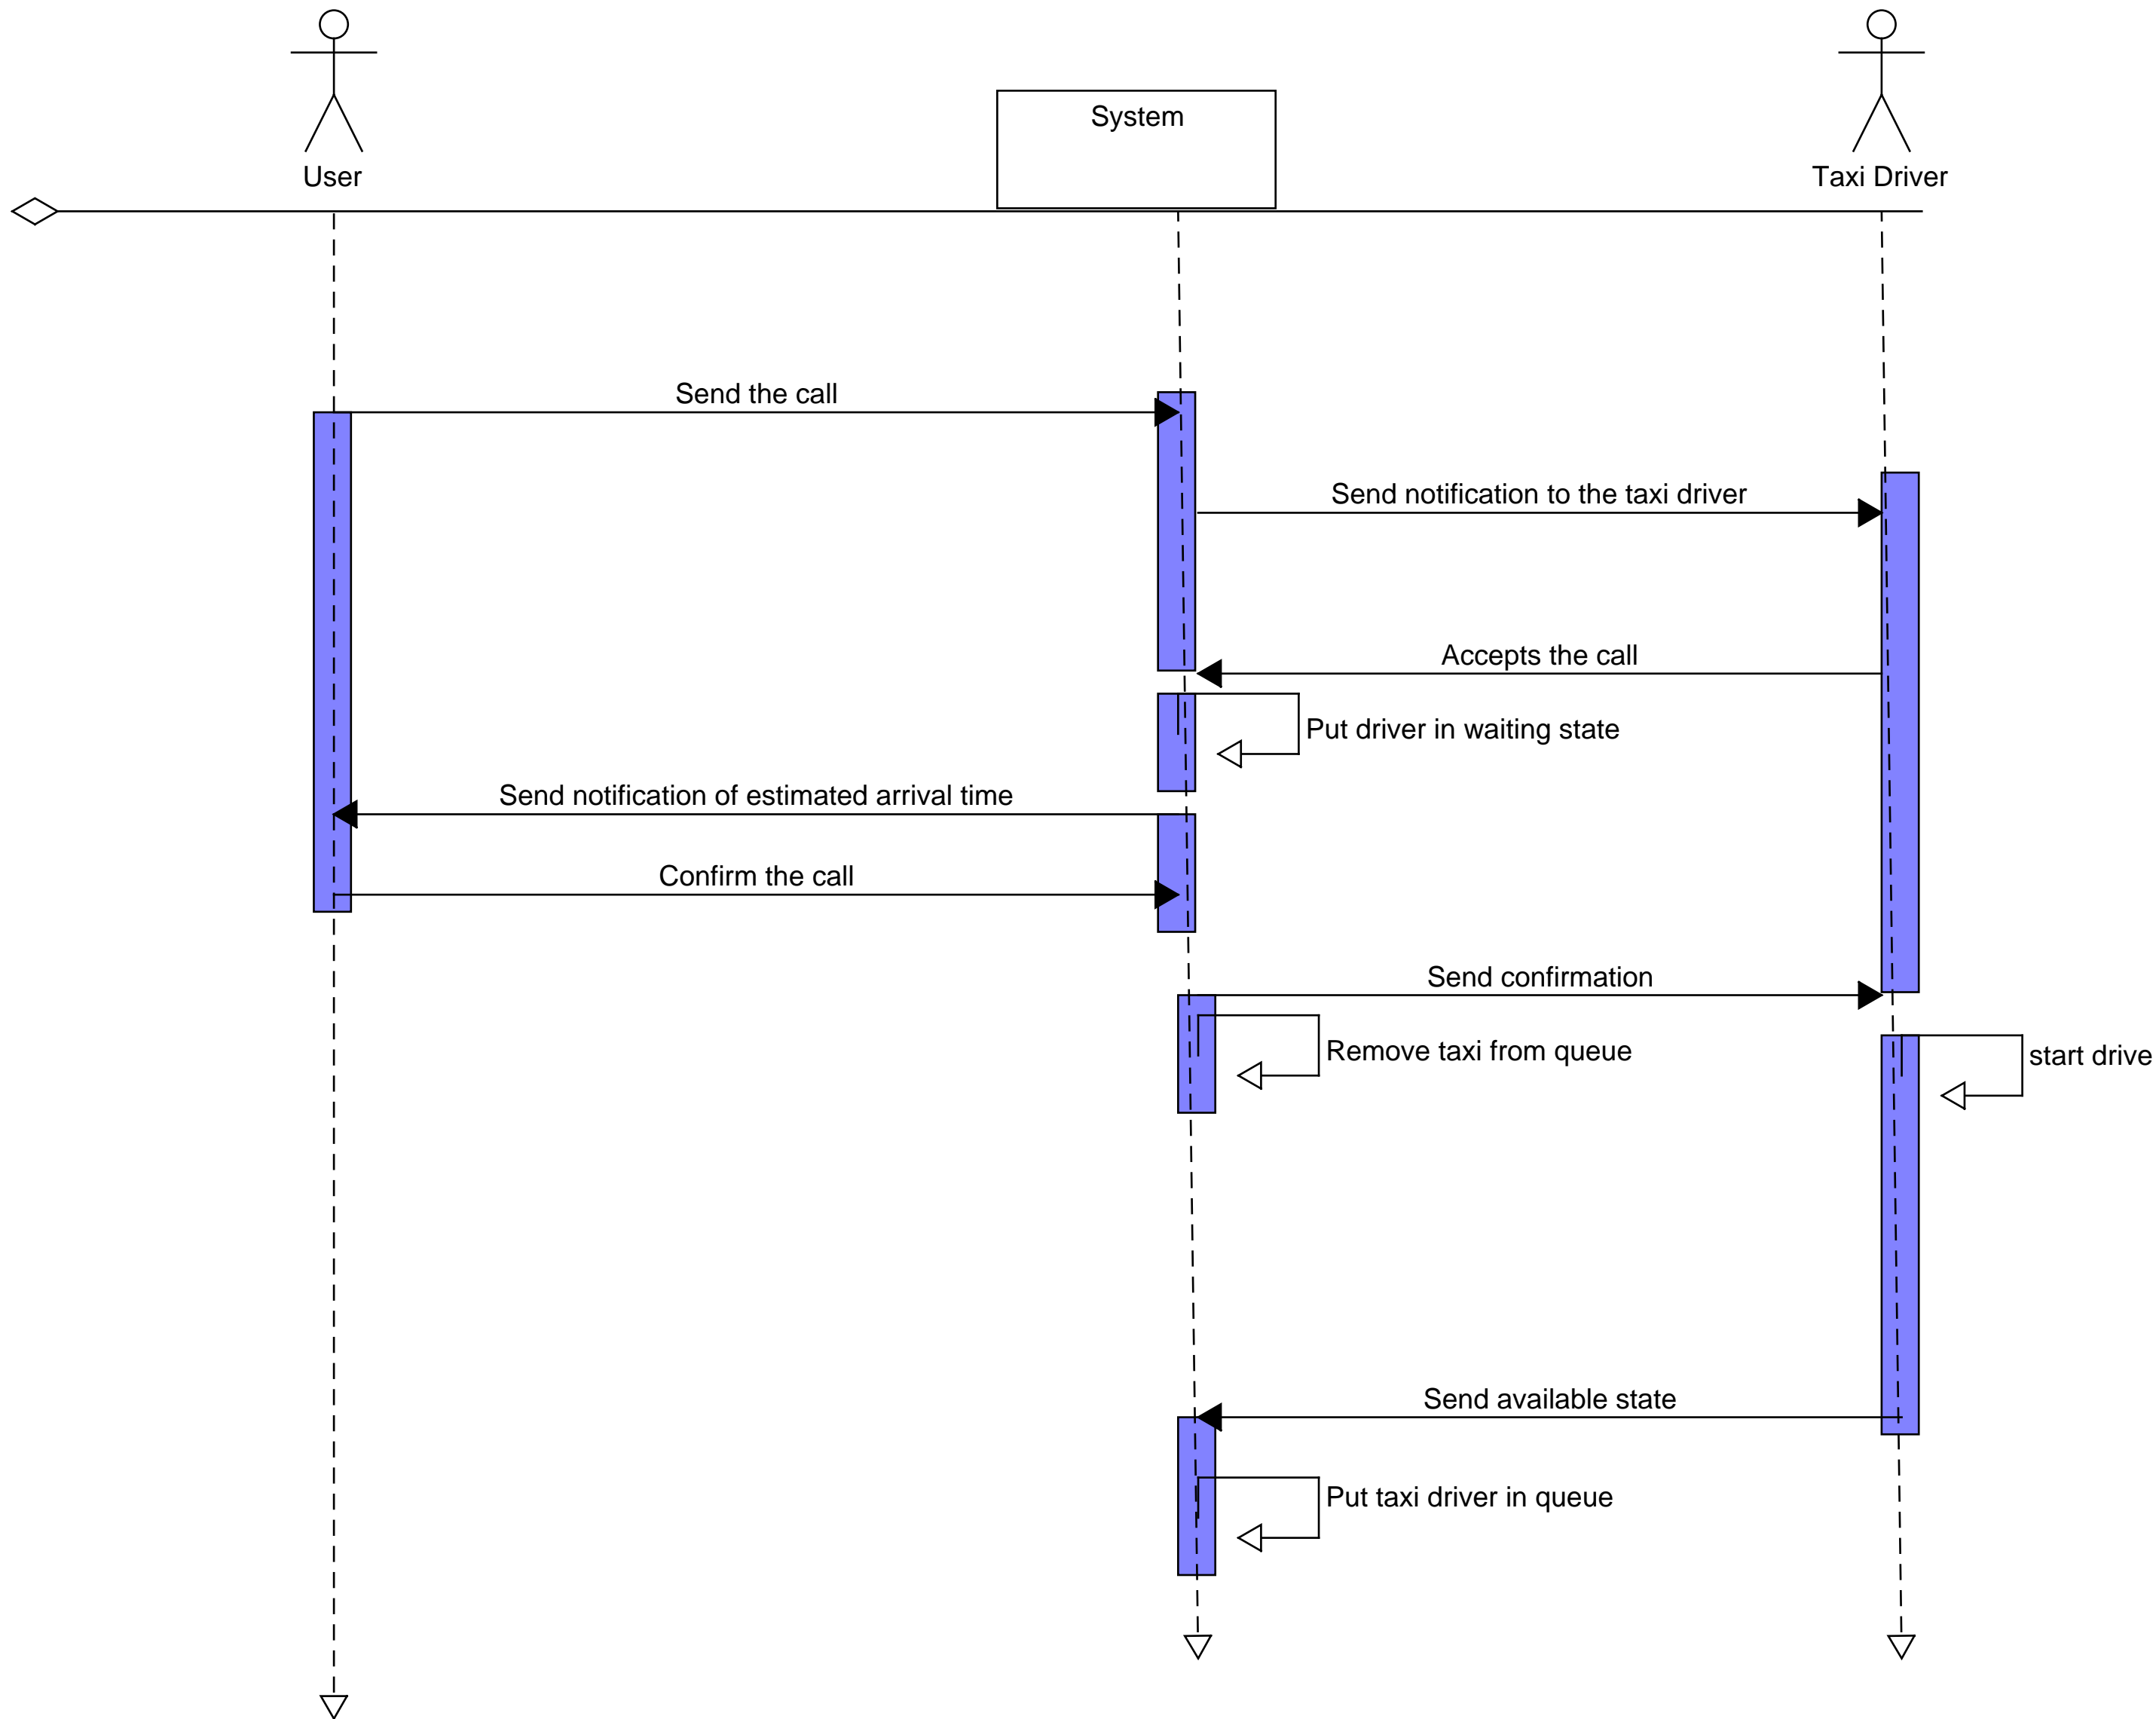 System
User
Taxi Driver
Send the call
Send notification to the taxi driver
Accepts the call
Put driver in waiting state
Send notification of estimated arrival time
Confirm the call
Send confirmation
Remove taxi from queue
start drive
Send available state
Put taxi driver in queue